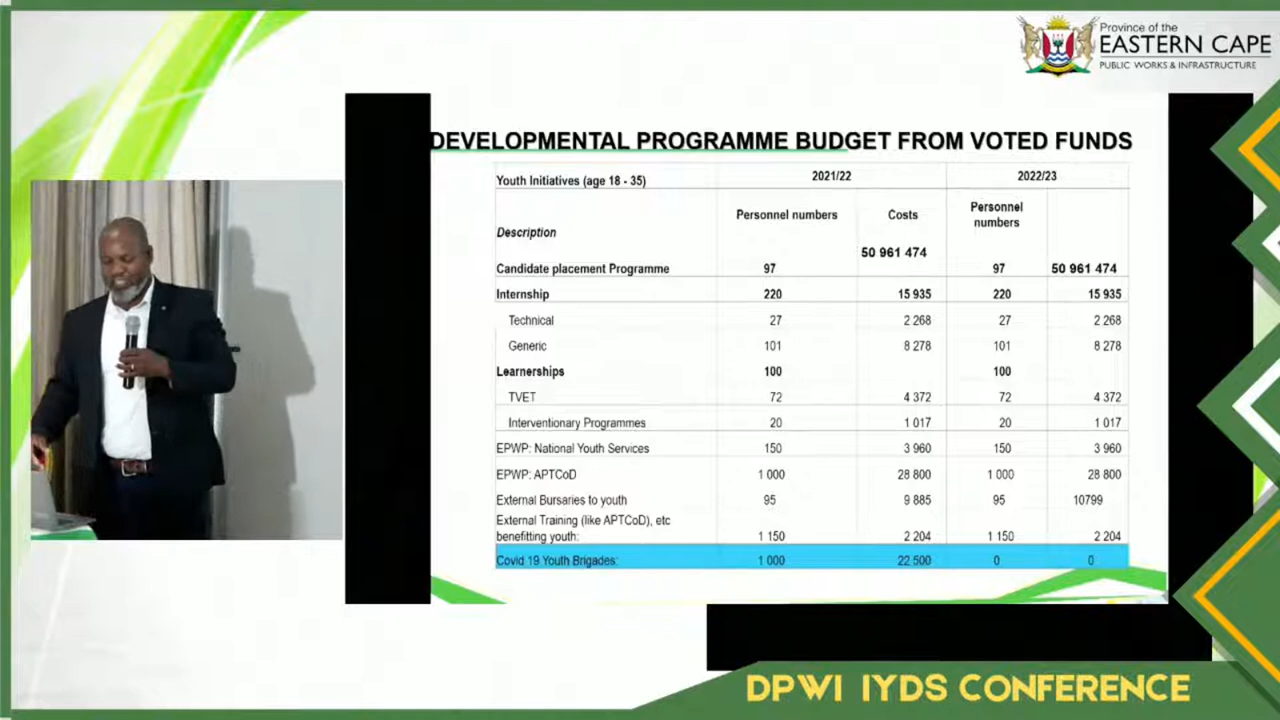 Province of the
EASTERN CAPE
PUBLIC WORKS & INFRASTRUCTURE
DEVELOPMENTAL PROGRAMME BUDGET FROM VOTED FUNDS
Youth Initiatives (age 18 - 35) 2021/22 2022/23
Description Personnel numbers Costs Personnel numbers
Candidate placement Programme 97 50 961 474 97 50 961 474
Internship 220 15 935 220 15 935
Technical 27 2 268 27 2 268
Generic 101 8 278 101 8 278
Learnerships 100 100
TVET 72 4 372 72 4 372
Interventionary Programmes 20 1 017 20 1 017
EPWP: National Youth Services 150 3 960 150 3 960
EPWP: APTCoD 1 000 28 800 1 000 28 800
External Bursaries to youth 95 9 885 95 10799
External Training (like APTCoD), etc
benefitting youth: 1 150 2 204 1 150 2 204
Covid 19 Youth Brigades: 1 000 22 500 0 0
DPWI IYDS CONFERENCE